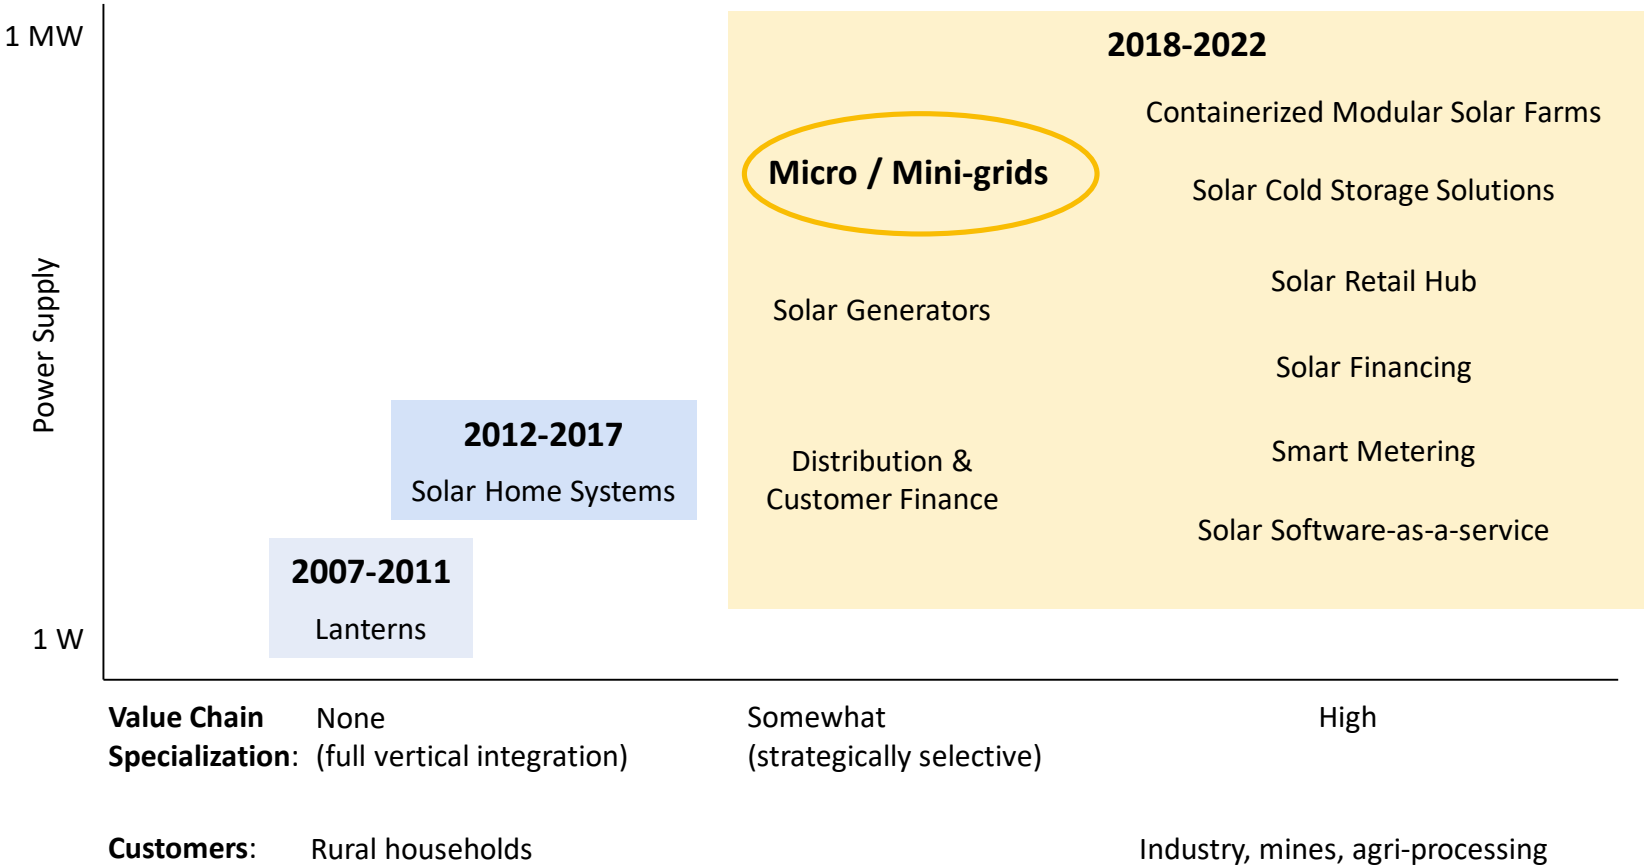 1 MW
Power Supply
1 W
2018-2022
Containerized Modular Solar Farms
Micro / Mini-grids
Solar Cold Storage Solutions
Solar Retail Hub
Solar Generators
Solar Financing
Smart Metering
Distribution &
Customer Finance
Solar Software-as-a-service
2012-2017
Solar Home Systems
2007-2011
Lanterns
Value Chain
Specialization:
None
(full vertical integration)
Somewhat
(strategically selective)
High
Customers:
Rural households
Industry, mines, agri-processing